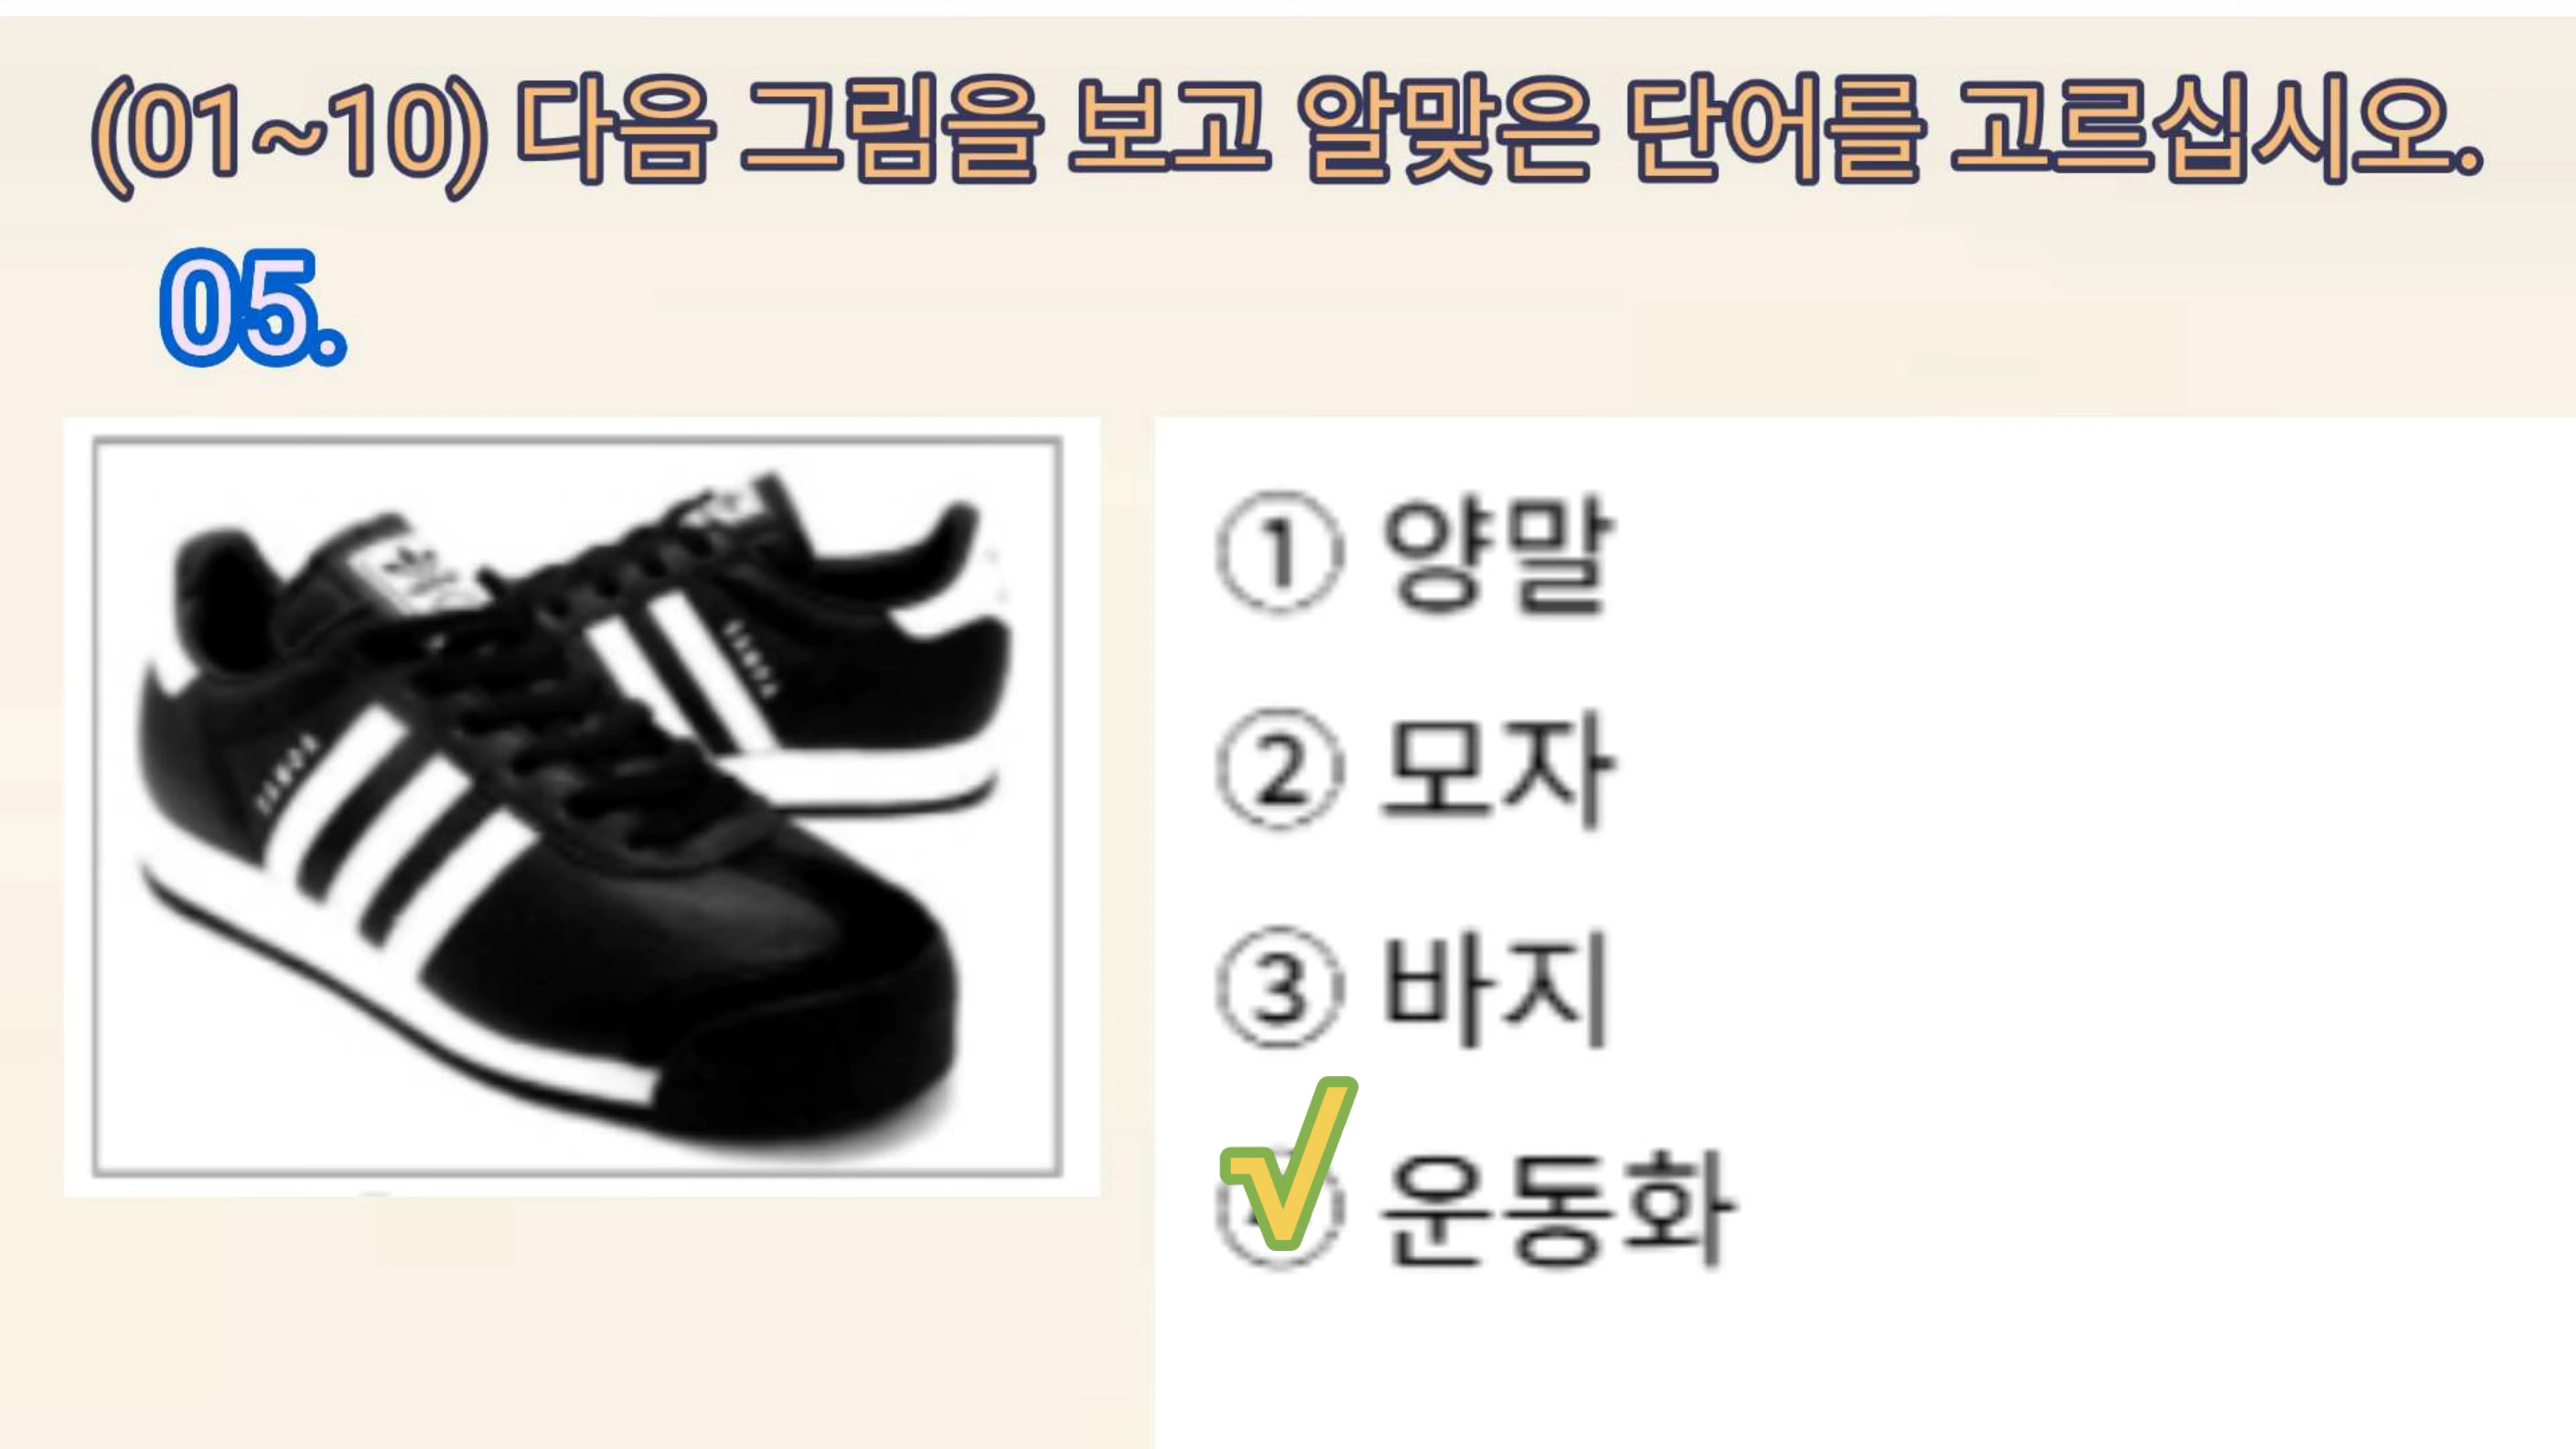 (01~10) 다음 그림을 보고 알맞은 단어를 고르십시오.
05.
① 양말
② 모자
③ 바지
④ 운동화